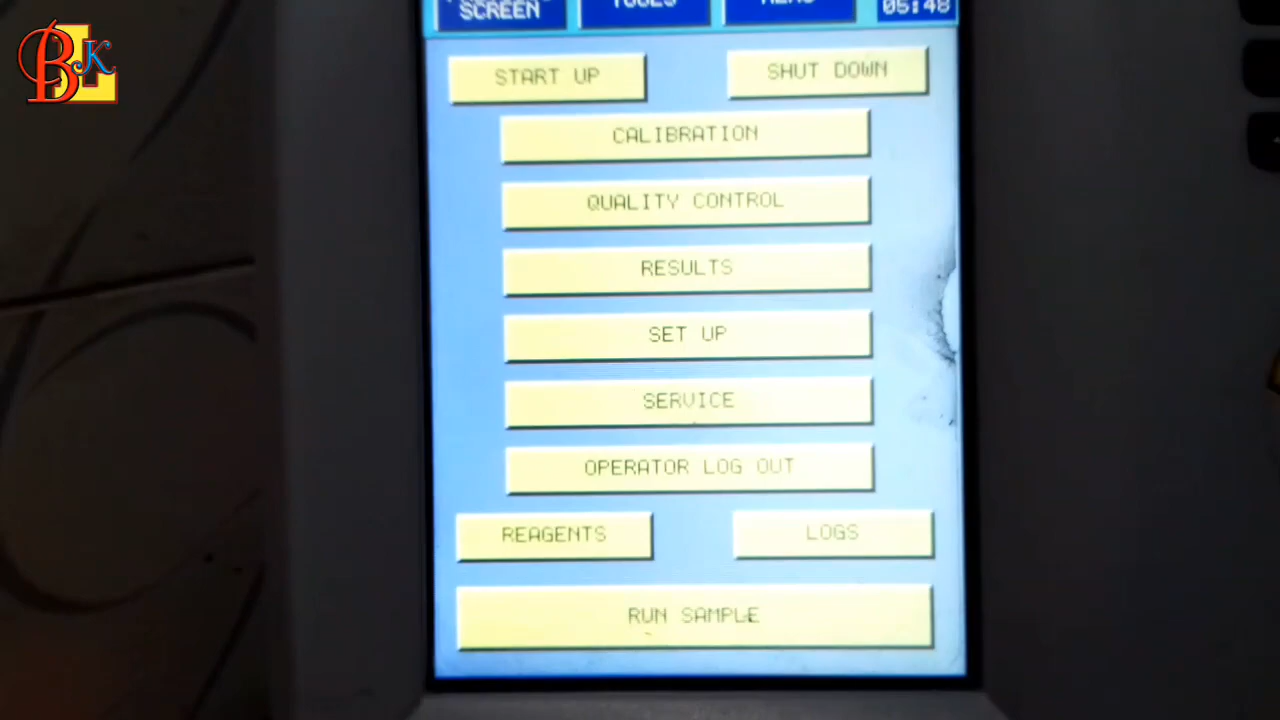 SCREEN
TOOLS
05:48
START UP
SHUT DOWN
CALIBRATION
QUALITY CONTROL
RESULTS
SET UP
SERVICE
OPERATOR LOG OUT
REAGENTS
LOGS
RUN SAMPLE
BKL